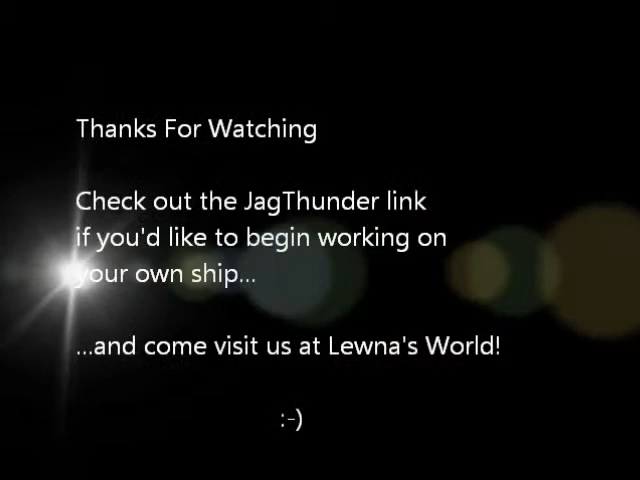 Thanks For Watching
Check out the JagThunder link
if you'd like to begin working on
your own ship...
...and come visit us at Lewna's World!
:-)